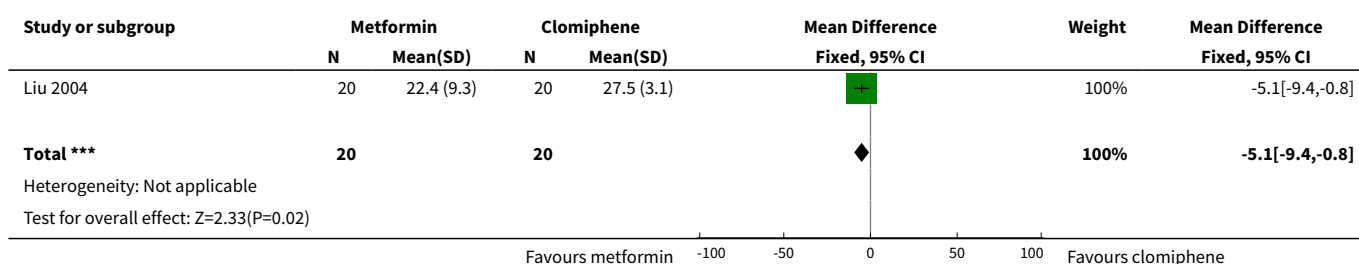 Study or subgroup Metformin Clomiphene Mean Difference Weight Mean Difference
N Mean(SD) N Mean(SD) Fixed, 95% CI Fixed, 95% CI
Liu 2004 20 22.4 (9.3) 20 27.5 (3.1) 100% -5.1[-9.4,-0.8]
Total *** 20 20 100% -5.1[-9.4,-0.8]
Heterogeneity: Not applicable
Test for overall effect: Z=2.33(P=0.02)
Favours metformin -100 -50 0 50 100 Favours clomiphene